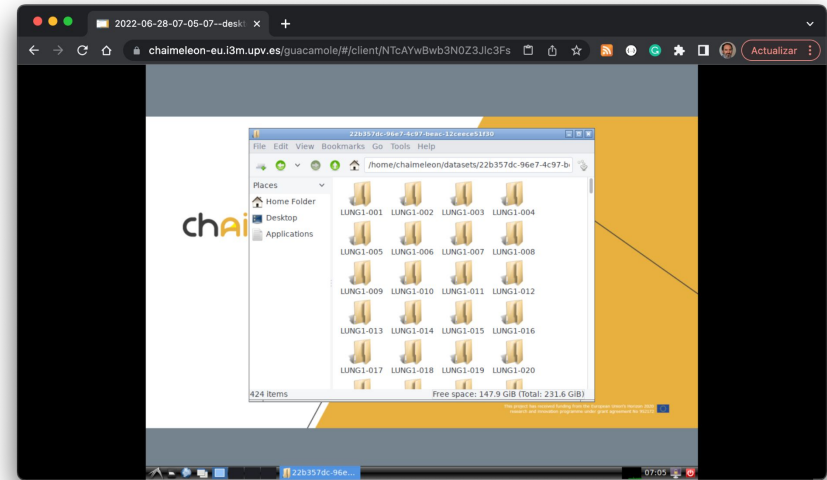 2022-06-28-07-05-07--desk
chaimeleon-eu.i3m.upv.es/guacamole/#/client/NTcAYwBwb3N0Z3Jlc3Fs
Actualizar
22b357dc-96e7-4c97-beac-12ceece51f30
File Edit View Bookmarks Go Tools Help
/home/chaimeleon/datasets/22b357dc-96e7-4c97-b
Places
Home Folder
Desktop
Applications
LUNG1-001 LUNG1-002 LUNG1-003 LUNG1-004
LUNG1-005 LUNG1-006 LUNG1-007 LUNG1-008
LUNG1-009 LUNG1-010 LUNG1-011 LUNG1-012
LUNG1-013 LUNG1-014 LUNG1-015 LUNG1-016
LUNG1-017 LUNG1-018 LUNG1-019 LUNG1-020
chai
424 items
Free space: 147.9 GiB (Total: 231.6 GiB)
22b357dc-96e...
07:05